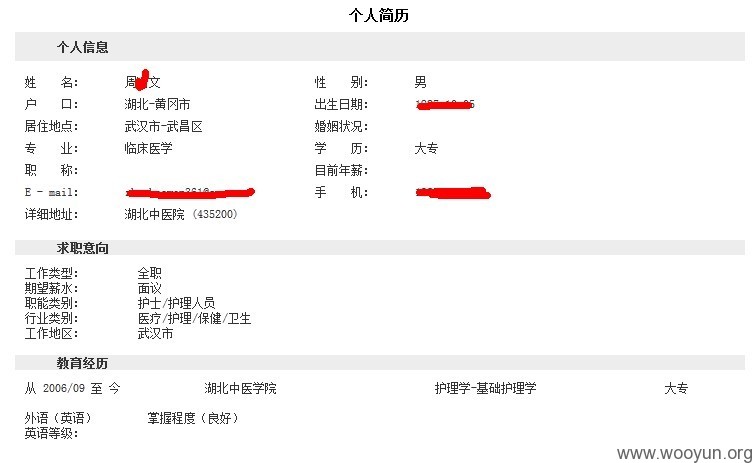 个人简历
个人信息
姓 名: 周 文 性 别: 男
户 口: 湖北-黄冈市 出生日期:
居住地点: 武汉市-武昌区 婚姻状况:
专 业: 临床医学 学 历: 大专
职 称: 目前年薪:
E - mail: 手 机:
详细地址: 湖北中医院 (435200)
求职意向
工作类型: 全职
期望薪水: 面议
职能类别: 护士/护理人员
行业类别: 医疗/护理/保健/卫生
工作地区: 武汉市
教育经历
从 2006/09 至 今 湖北中医学院 护理学-基础护理学 大专
外语(英语) 掌握程度(良好)
英语等级:
www.wooyun.org